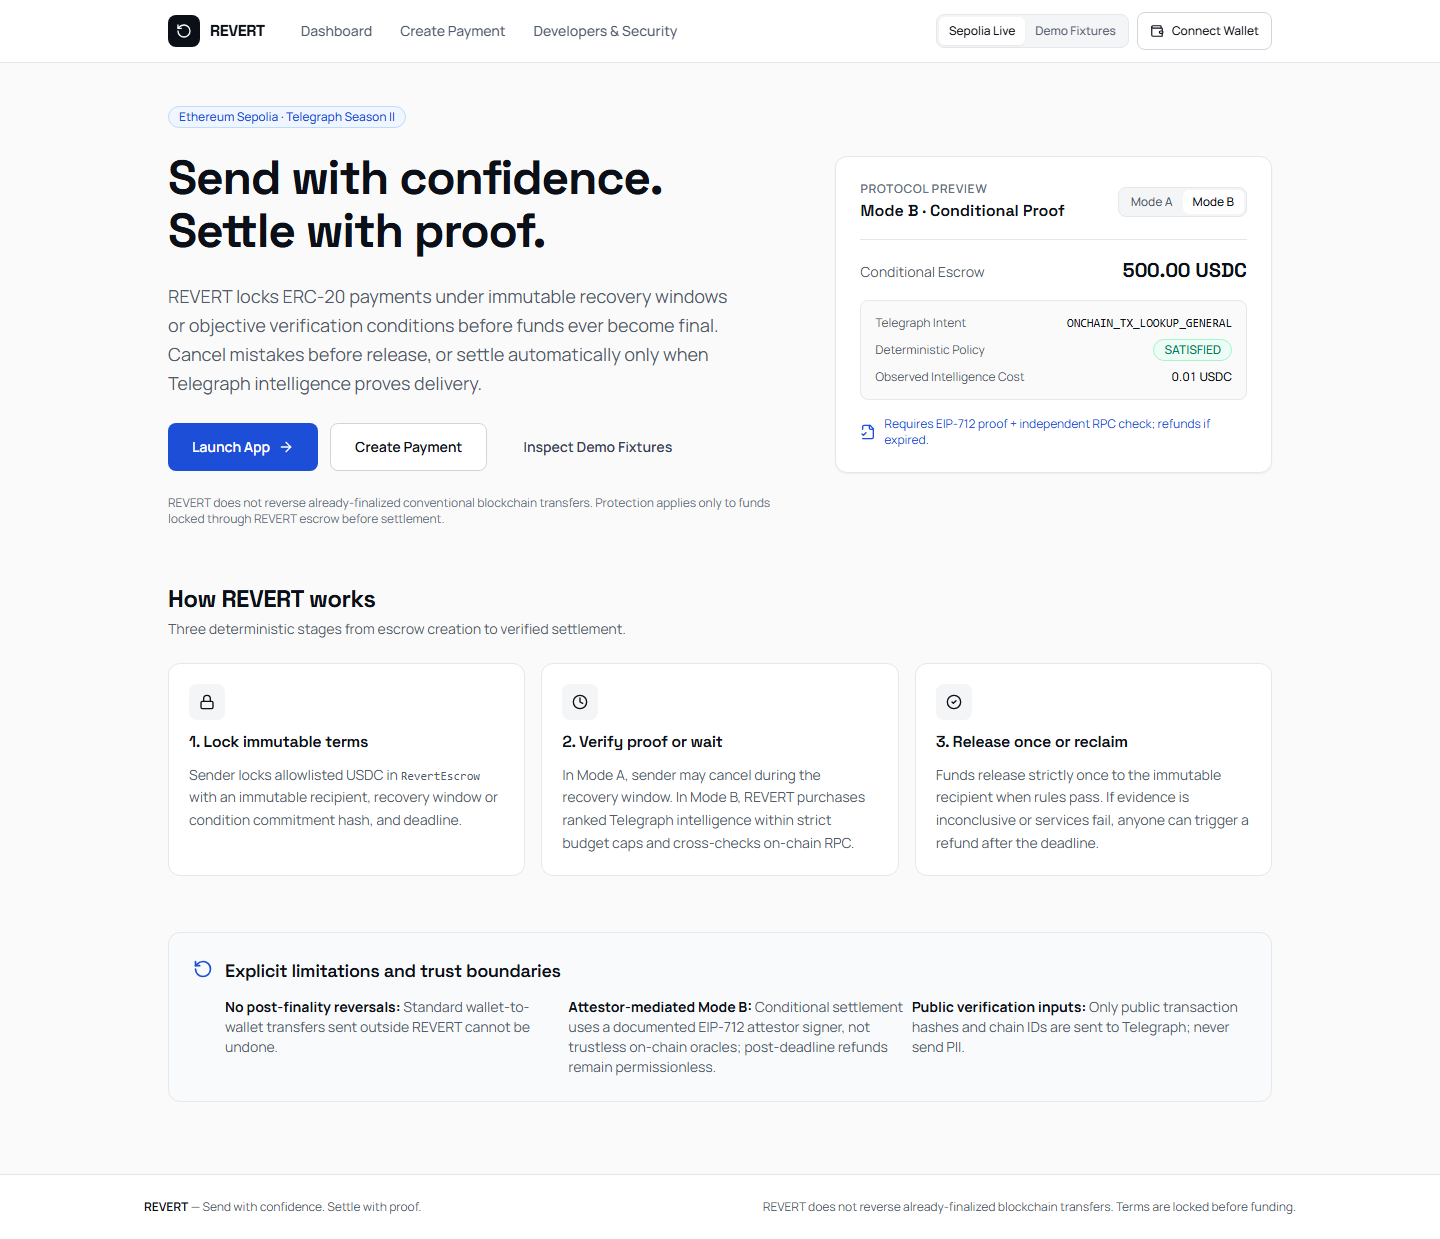 REVERT
Dashboard
Create Payment
Developers & Security
Sepolia Live
Demo Fixtures
Connect Wallet
Ethereum Sepolia · Telegraph Season II
Send with confidence.
Settle with proof.
REVERT locks ERC-20 payments under immutable recovery windows
or objective verification conditions before funds ever become final.
Cancel mistakes before release, or settle automatically only when
Telegraph intelligence proves delivery.
Launch App
Create Payment
Inspect Demo Fixtures
REVERT does not reverse already-finalized conventional blockchain transfers. Protection applies only to funds
locked through REVERT escrow before settlement.
PROTOCOL PREVIEW
Mode B · Conditional Proof
Mode A
Mode B
Conditional Escrow
500.00 USDC
Telegraph Intent
ONCHAIN_TX_LOOKUP_GENERAL
Deterministic Policy
SATISFIED
Observed Intelligence Cost
0.01 USDC
Requires EIP-712 proof + independent RPC check; refunds if
expired.
How REVERT works
Three deterministic stages from escrow creation to verified settlement.
1. Lock immutable terms
Sender locks allowlisted USDC in RevertEscrow
with an immutable recipient, recovery window or
condition commitment hash, and deadline.
2. Verify proof or wait
In Mode A, sender may cancel during the
recovery window. In Mode B, REVERT purchases
ranked Telegraph intelligence within strict
budget caps and cross-checks on-chain RPC.
3. Release once or reclaim
Funds release strictly once to the immutable
recipient when rules pass. If evidence is
inconclusive or services fail, anyone can trigger a
refund after the deadline.
Explicit limitations and trust boundaries
No post-finality reversals: Standard wallet-to-
wallet transfers sent outside REVERT cannot be
undone.
Attestor-mediated Mode B: Conditional settlement
uses a documented EIP-712 attestor signer, not
trustless on-chain oracles; post-deadline refunds
remain permissionless.
Public verification inputs: Only public transaction
hashes and chain IDs are sent to Telegraph; never
send PII.
REVERT — Send with confidence. Settle with proof.
REVERT does not reverse already-finalized blockchain transfers. Terms are locked before funding.